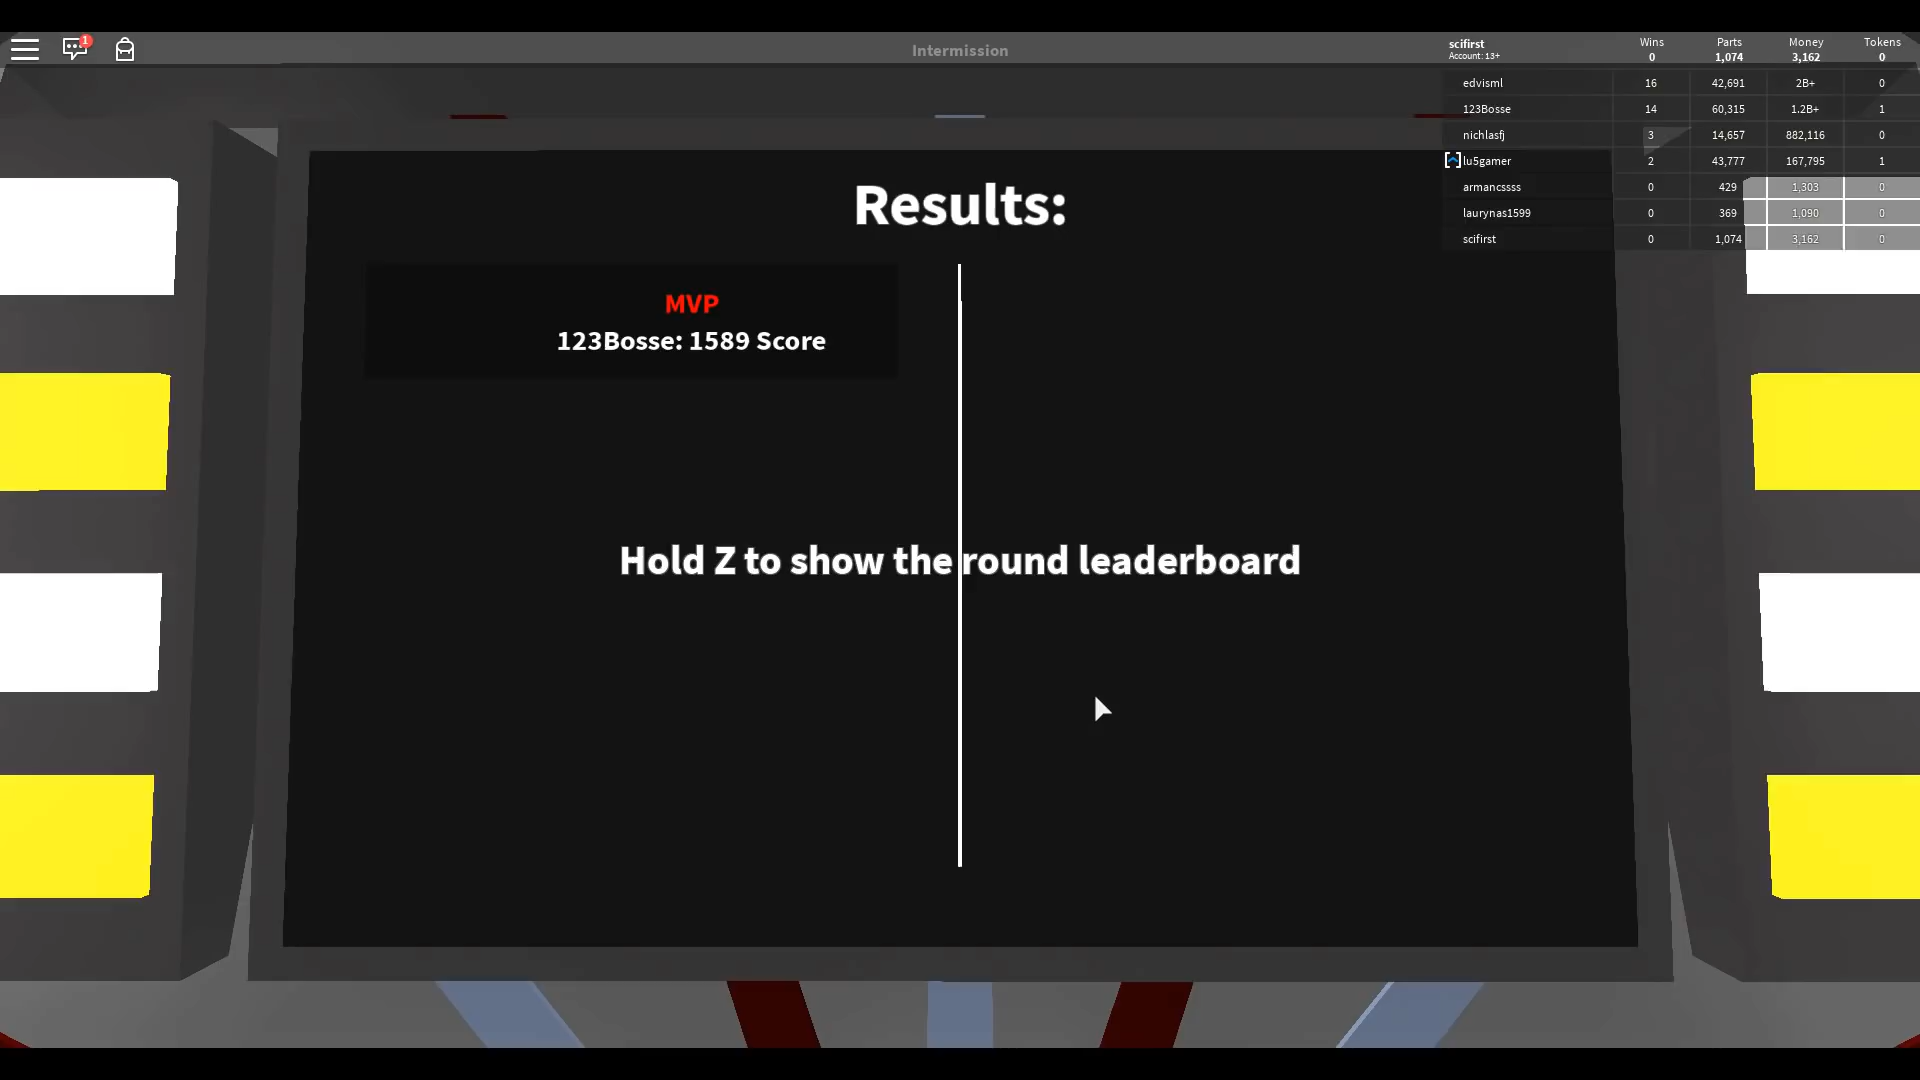 1
Intermission
scifirst
Account: 13+
Wins Parts Money Tokens
0 1,074 3,162 0
edvisml 16 42,691 2B+ 0
123Bosse 14 60,315 1.2B+ 1
nichlasfj 3 14,657 882,116 0
lu5gamer 2 43,777 167,795 1
armancssss 0 429 1,303 0
laurynas1599 0 369 1,090 0
scifirst 0 1,074 3,162 0
Results:
MVP
123Bosse: 1589 Score
Hold Z to show the round leaderboard